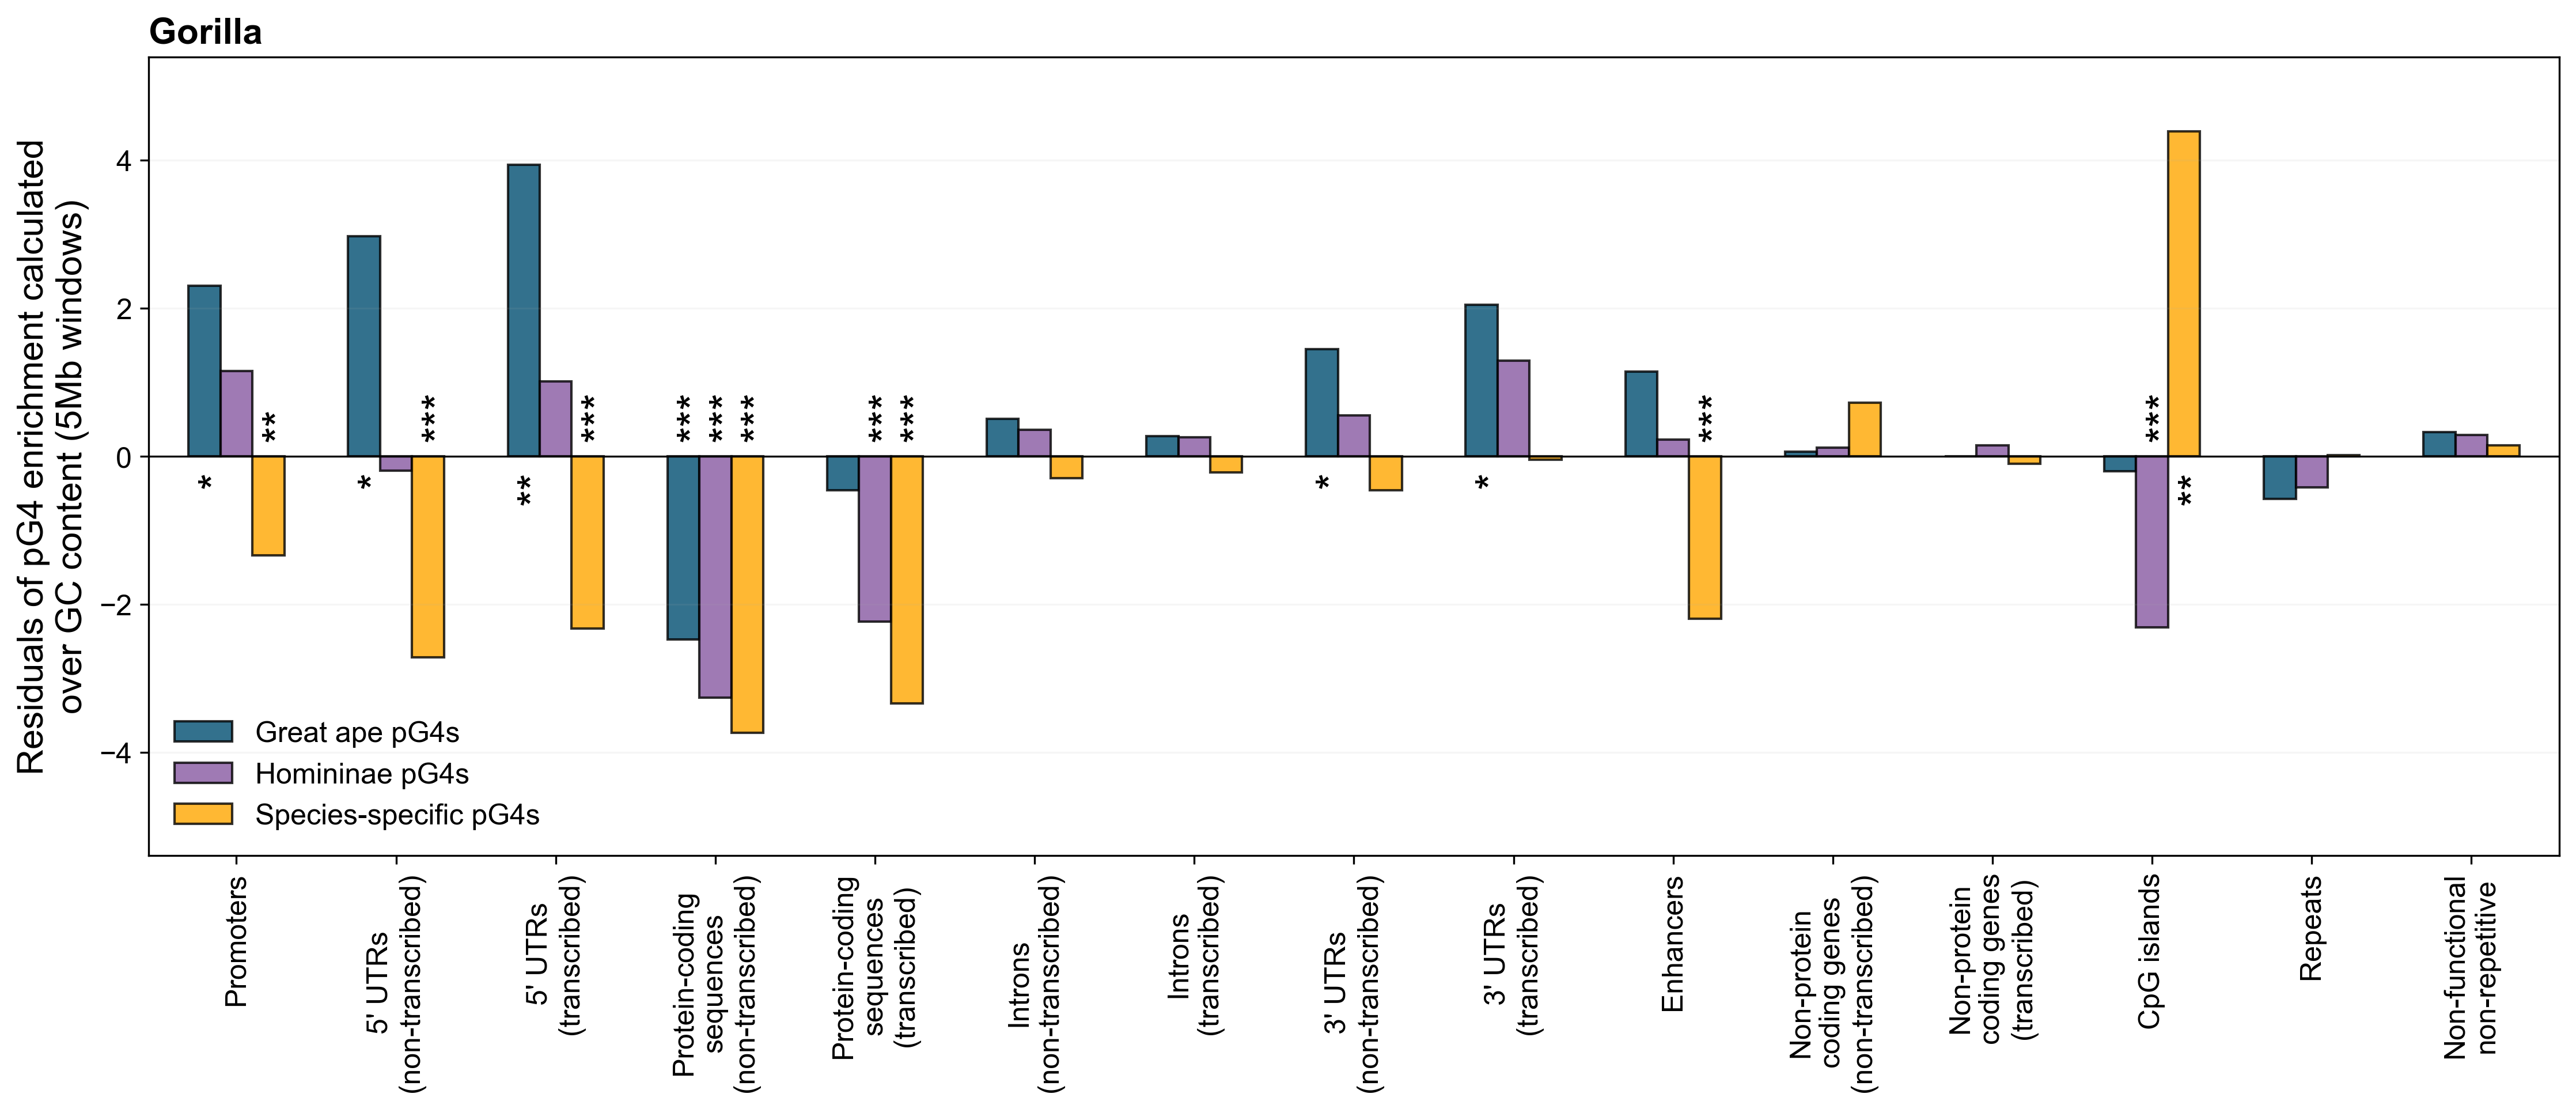 Gorilla
Residuals of pG4 enrichment calculated
over GC content (5Mb windows)
4
2
0
−2
−4
*
**
*
***
**
***
***
***
***
***
***
*
*
***
***
**
Great ape pG4s
Homininae pG4s
Species-specific pG4s
Promoters
5' UTRs
(non-transcribed)
5' UTRs
(transcribed)
Protein-coding
sequences
(non-transcribed)
Protein-coding
sequences
(transcribed)
Introns
(non-transcribed)
Introns
(transcribed)
3' UTRs
(non-transcribed)
3' UTRs
(transcribed)
Enhancers
Non-protein
coding genes
(non-transcribed)
Non-protein
coding genes
(transcribed)
CpG islands
Repeats
Non-functional
non-repetitive